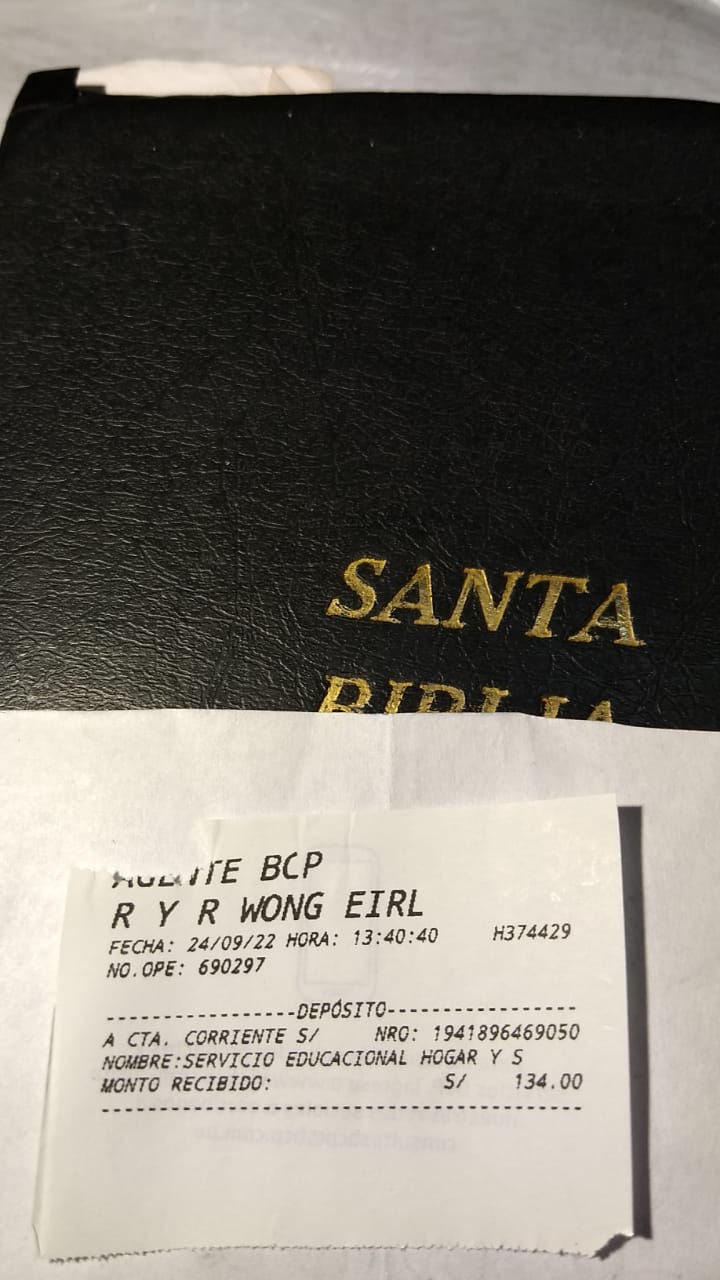 SANTA
BIBLIA
AGENTE BCP
R Y R WONG EIRL
FECHA: 24/09/22 HORA: 13:40:40 H374429
NO.OPE: 690297
-----------------DEPÓSITO-----------------
A CTA. CORRIENTE S/ NRO: 1941896469050
NOMBRE:SERVICIO EDUCACIONAL HOGAR Y S
MONTO RECIBIDO: S/ 134.00